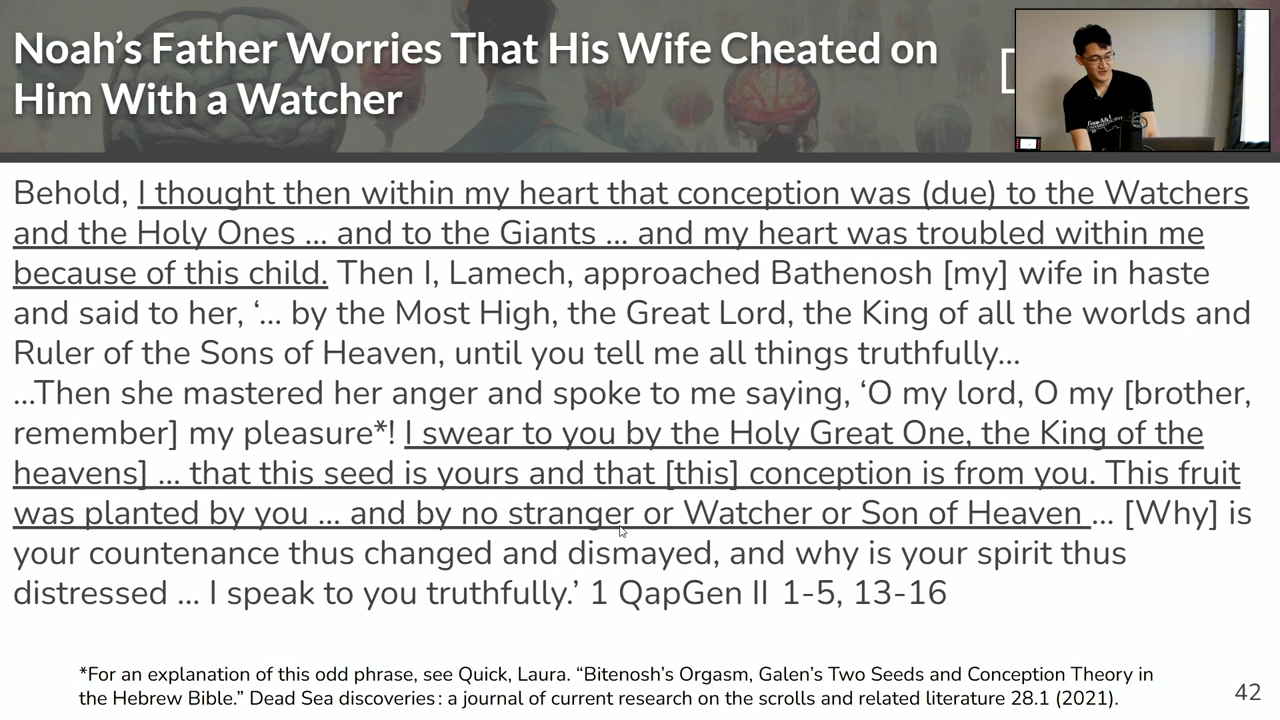 Noah’s Father Worries That His Wife Cheated on
Him With a Watcher
Behold, I thought then within my heart that conception was (due) to the Watchers
and the Holy Ones ... and to the Giants ... and my heart was troubled within me
because of this child. Then I, Lamech, approached Bathenosh [my] wife in haste
and said to her, ‘... by the Most High, the Great Lord, the King of all the worlds and
Ruler of the Sons of Heaven, until you tell me all things truthfully...
...Then she mastered her anger and spoke to me saying, ‘O my lord, O my [brother,
remember] my pleasure*! I swear to you by the Holy Great One, the King of the
heavens] ... that this seed is yours and that [this] conception is from you. This fruit
was planted by you ... and by no stranger or Watcher or Son of Heaven ... [Why] is
your countenance thus changed and dismayed, and why is your spirit thus
distressed ... I speak to you truthfully.’ 1 QapGen II 1-5, 13-16
*For an explanation of this odd phrase, see Quick, Laura. “Bitenosh’s Orgasm, Galen’s Two Seeds and Conception Theory in
the Hebrew Bible.” Dead Sea discoveries : a journal of current research on the scrolls and related literature 28.1 (2021).
42